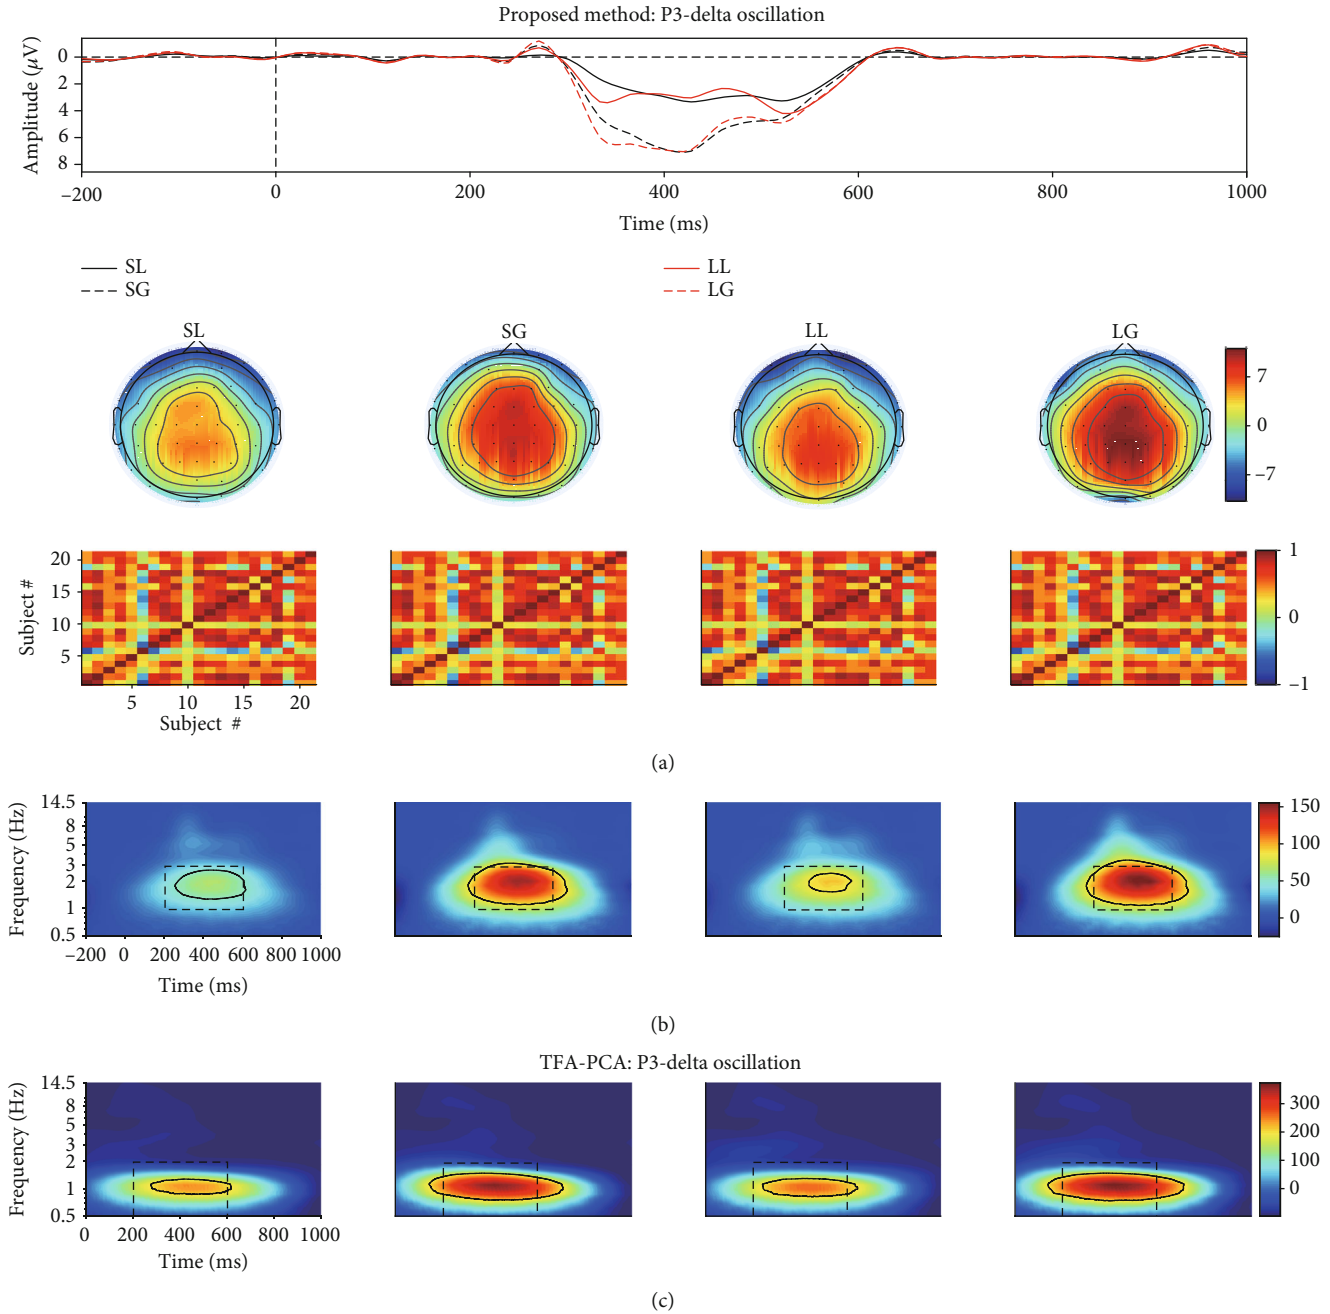 Proposed method: P3-delta oscillation
Amplitude (μV)
0
2
4
6
8
−200 0 200 400 600 800 1000
Time (ms)
SL LL
SG LG
SL SG LL LG
7
0
−7
Subject #
20
15
10
5
5 10 15 20
Subject #
1
0
−1
(a)
Frequency (Hz)
14.5
8
5
3
2
1
0.5
−200 0 200 400 600 800 1000
Time (ms)
150
100
50
0
(b)
TFA-PCA: P3-delta oscillation
Frequency (Hz)
14.5
8
5
3
2
1
0.5
0 200 400 600 800 1000
Time (ms)
300
200
100
0
(c)